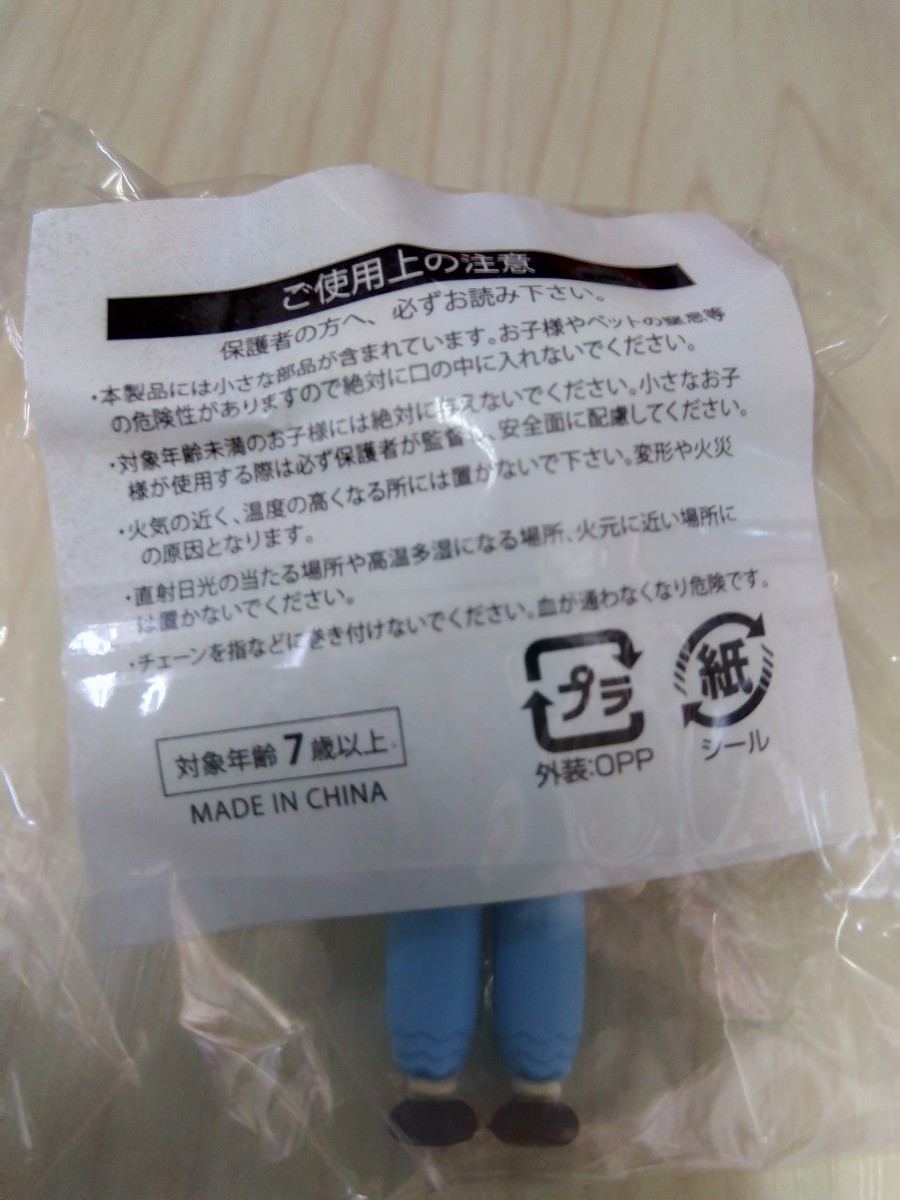 ご使用上の注意
保護者の方へ、必ずお読み下さい。
・本製品には小さな部品が含まれています。お子様やペットの窒息等
の危険性がありますので絶対に口の中に入れないでください。
・対象年齢未満のお子様には絶対に与えないでください。小さなお子
様が使用する際は必ず保護者が監督し、安全面に配慮してください。
・火気の近く、温度の高くなる所には置かないで下さい。変形や火災
の原因となります。
・直射日光の当たる場所や高温多湿になる場所、火元に近い場所に
は置かないでください。
・チェーンを指などに巻き付けないでください。血が通わなくなり危険です。
プラ
紙
外装:OPP
シール
対象年齢7歳以上
MADE IN CHINA